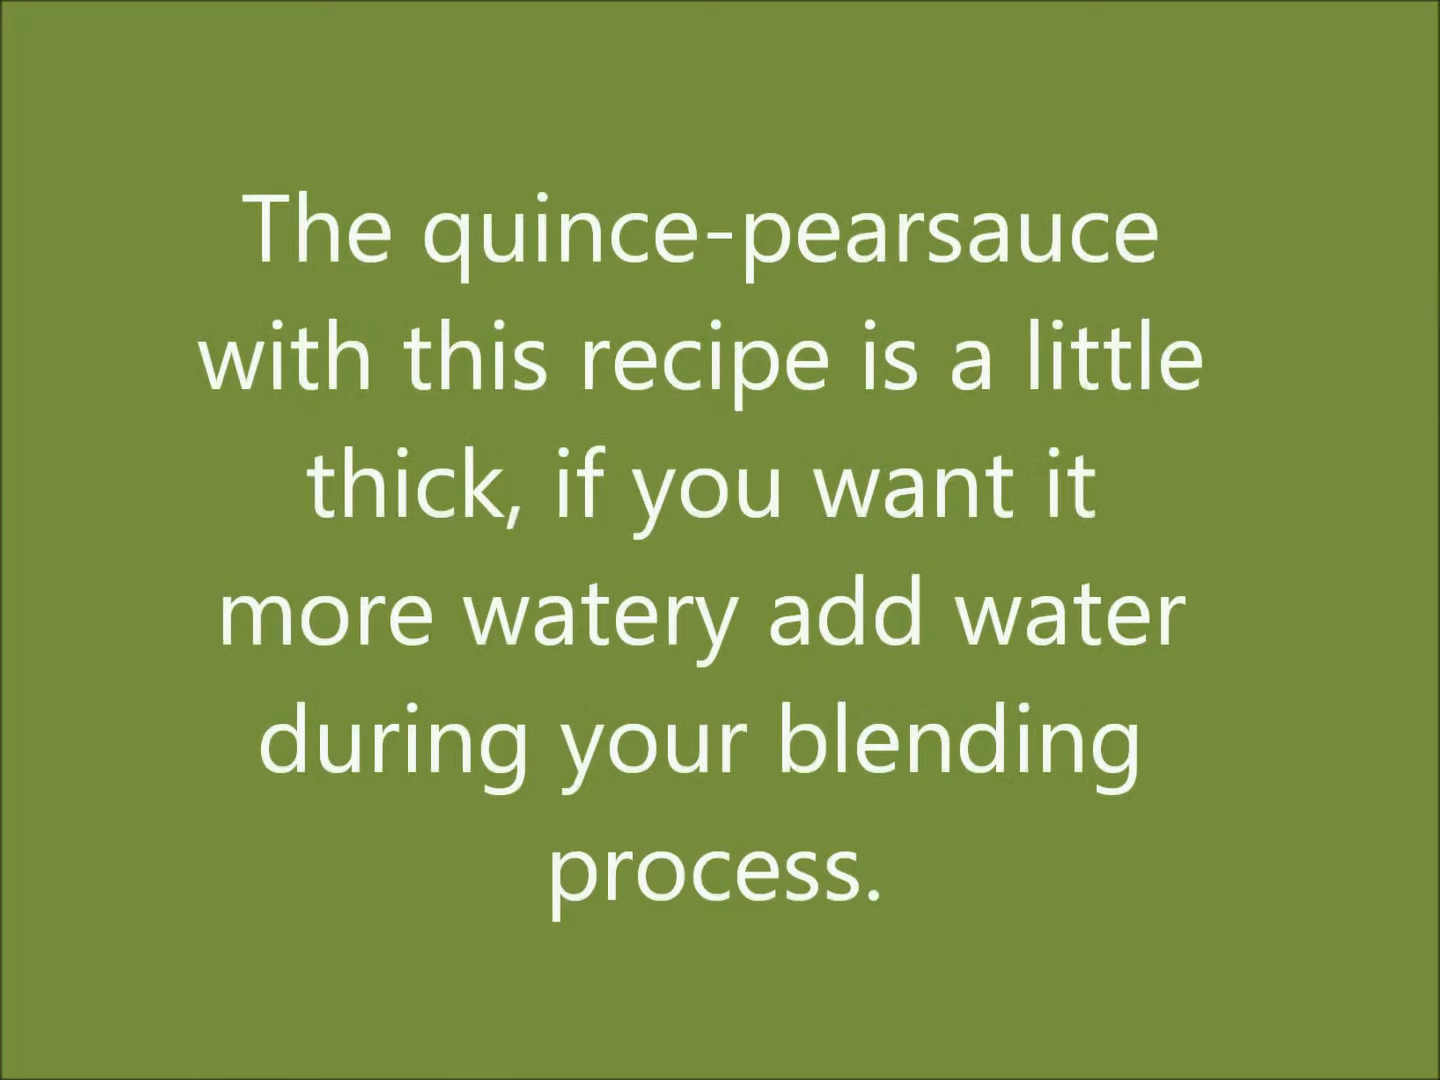 The quince-pearsauce
with this recipe is a little
thick, if you want it
more watery add water
during your blending
process.